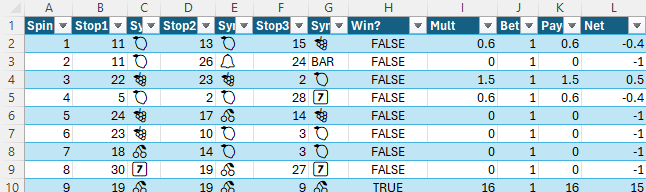 A B C D E F G H I J K L
1 Spin Stop1 Sy Stop2 Syr Stop3 Syr Win? Mult Bet Pay Net
2 1 11 13 15 FALSE 0.6 1 0.6 -0.4
3 2 11 26 24 BAR FALSE 0 1 0 -1
4 3 22 23 2 FALSE 1.5 1 1.5 0.5
5 4 5 2 28 7 FALSE 0.6 1 0.6 -0.4
6 5 24 17 14 FALSE 0 1 0 -1
7 6 23 10 3 FALSE 0 1 0 -1
8 7 18 14 3 FALSE 0 1 0 -1
9 8 30 7 19 27 7 FALSE 0 1 0 -1
10 9 19 19 9 TRUE 16 1 16 15